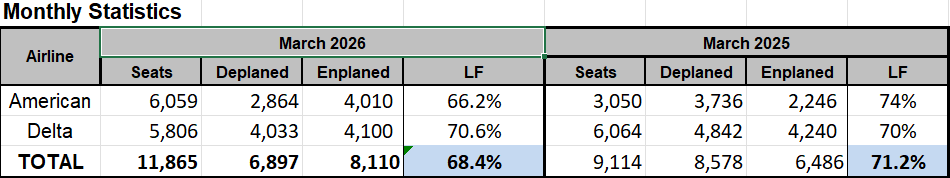 Monthly Statistics
Airline March 2026 March 2025
Seats Deplaned Enplaned LF Seats Deplaned Enplaned LF
American 6,059 2,864 4,010 66.2% 3,050 3,736 2,246 74%
Delta 5,806 4,033 4,100 70.6% 6,064 4,842 4,240 70%
TOTAL 11,865 6,897 8,110 68.4% 9,114 8,578 6,486 71.2%